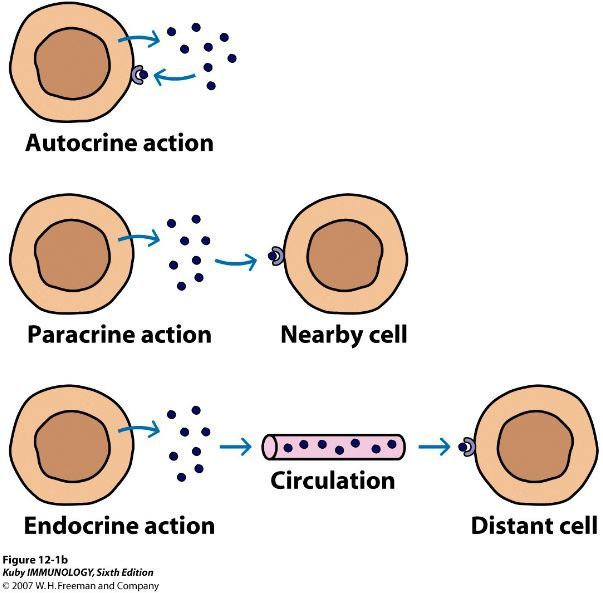 Autocrine action
Paracrine action
Nearby cell
Circulation
Endocrine action
Distant cell
Figure 12-1b
Kuby IMMUNOLOGY, Sixth Edition
© 2007 W. H. Freeman and Company